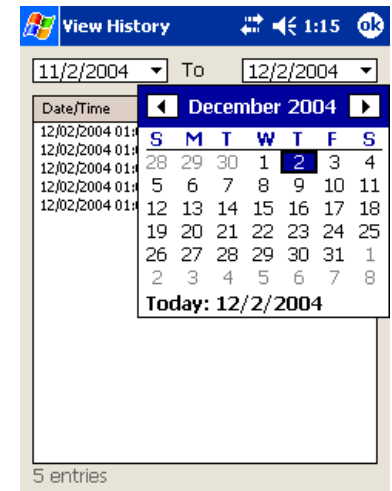 View History 1:15 ok
11/2/2004 To 12/2/2004
Date/Time
December 2004
S M T W T F S
28 29 30 1 2 3 4
5 6 7 8 9 10 11
12 13 14 15 16 17 18
19 20 21 22 23 24 25
26 27 28 29 30 31 1
2 3 4 5 6 7 8
Today: 12/2/2004
12/02/2004
12/02/2004
12/02/2004
12/02/2004
12/02/2004
5 entries